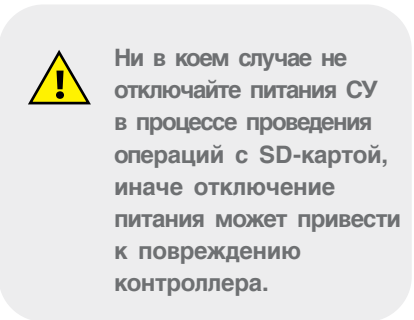 Ни в коем случае не
отключайте питания СУ
в процессе проведения
операций с SD-картой,
иначе отключение
питания может привести
к повреждению
контроллера.